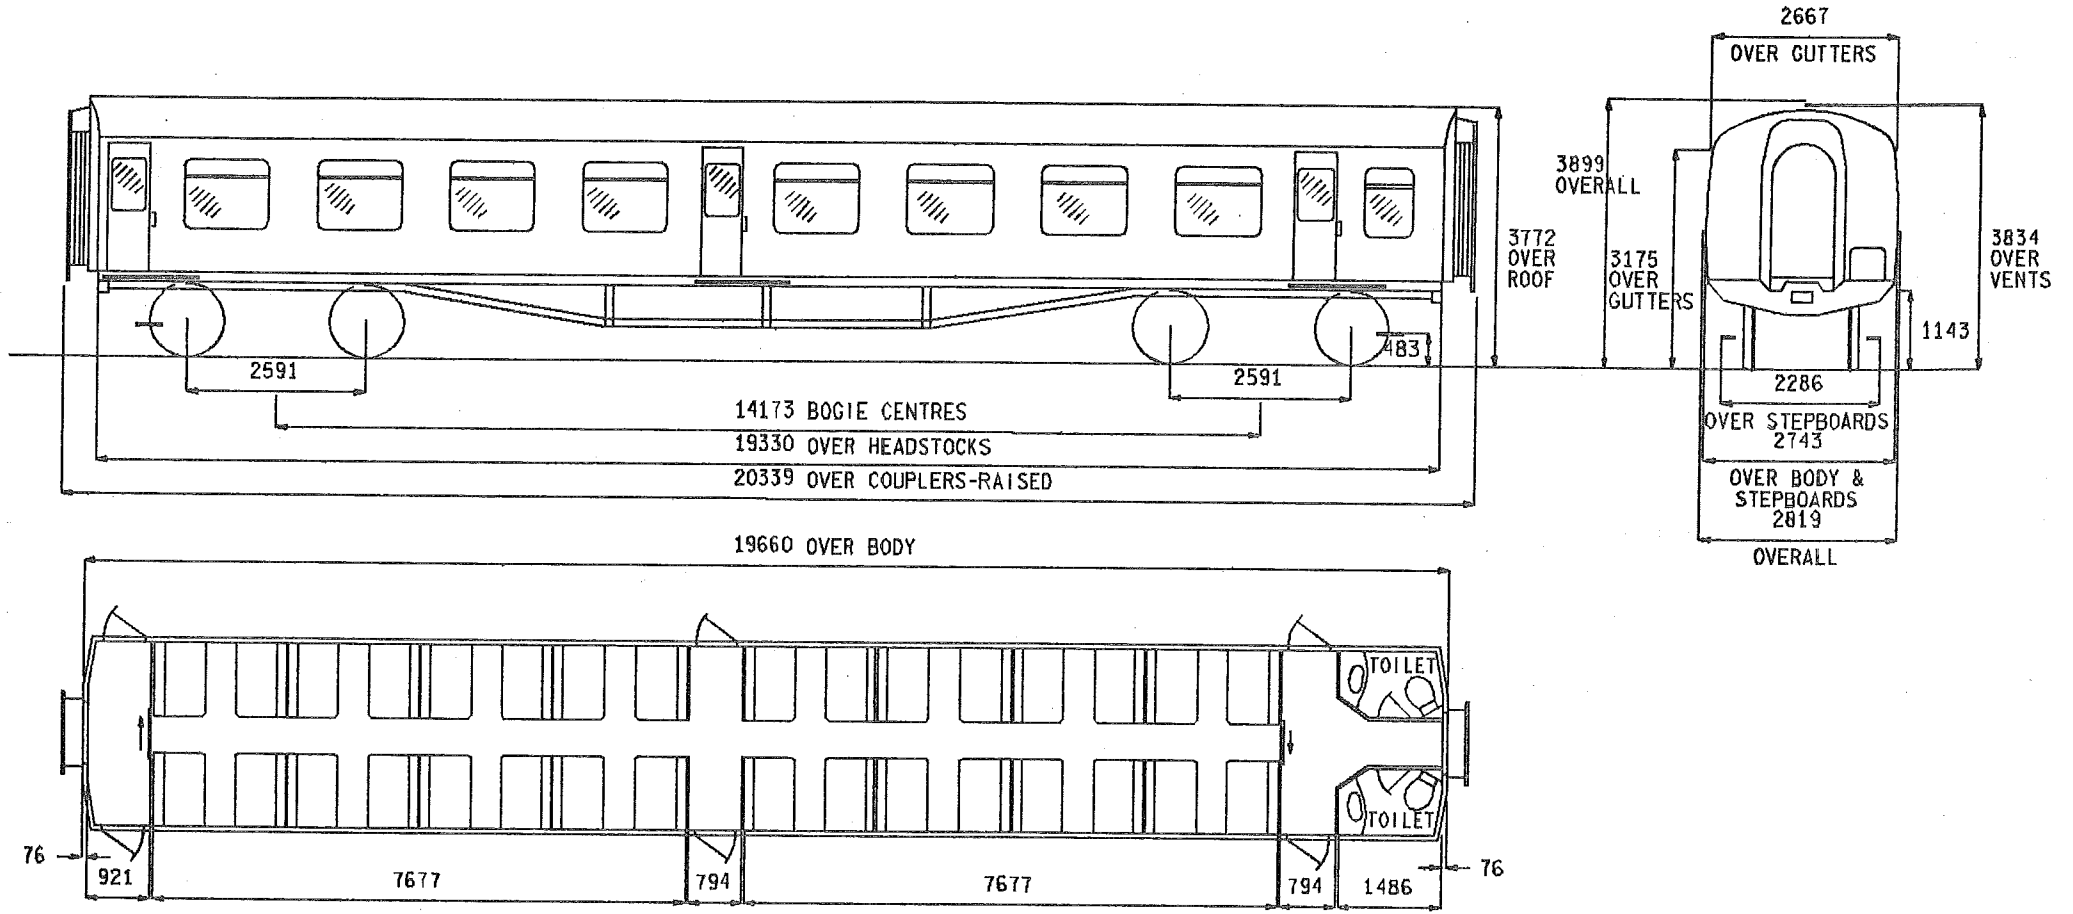 2667
OVER GUTTERS
3899
OVERALL
3772
OVER
ROOF
3175
OVER
GUTTERS
3834
OVER
VENTS
1143
483
2591
2591
2286
OVER STEPBOARDS
14173 BOGIE CENTRES
19330 OVER HEADSTOCKS
20339 OVER COUPLERS-RAISED
2743
OVER BODY &
STEPBOARDS
2819
OVERALL
19660 OVER BODY
TOILET
TOILET
76
921
7677
794
7677
794
1486
76